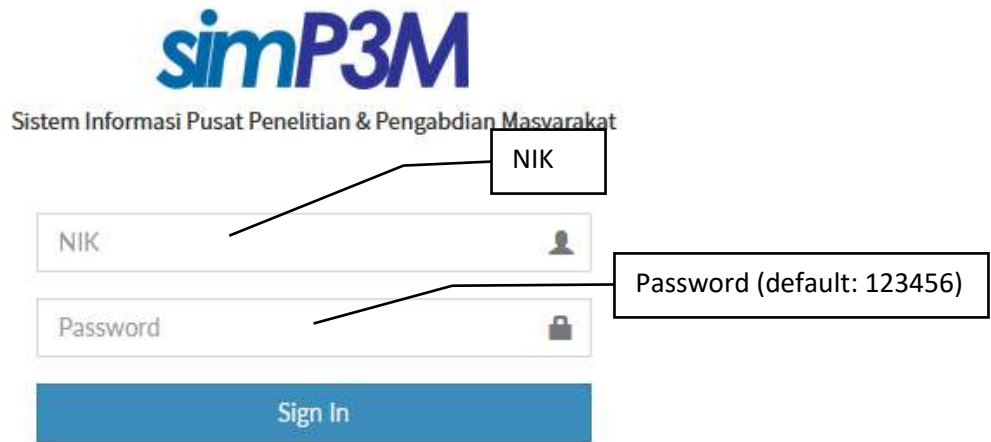 simP3M
Sistem Informasi Pusat Penelitian & Pengabdian Masyarakat
NIK
NIK
Password (default: 123456)
Password
Sign In